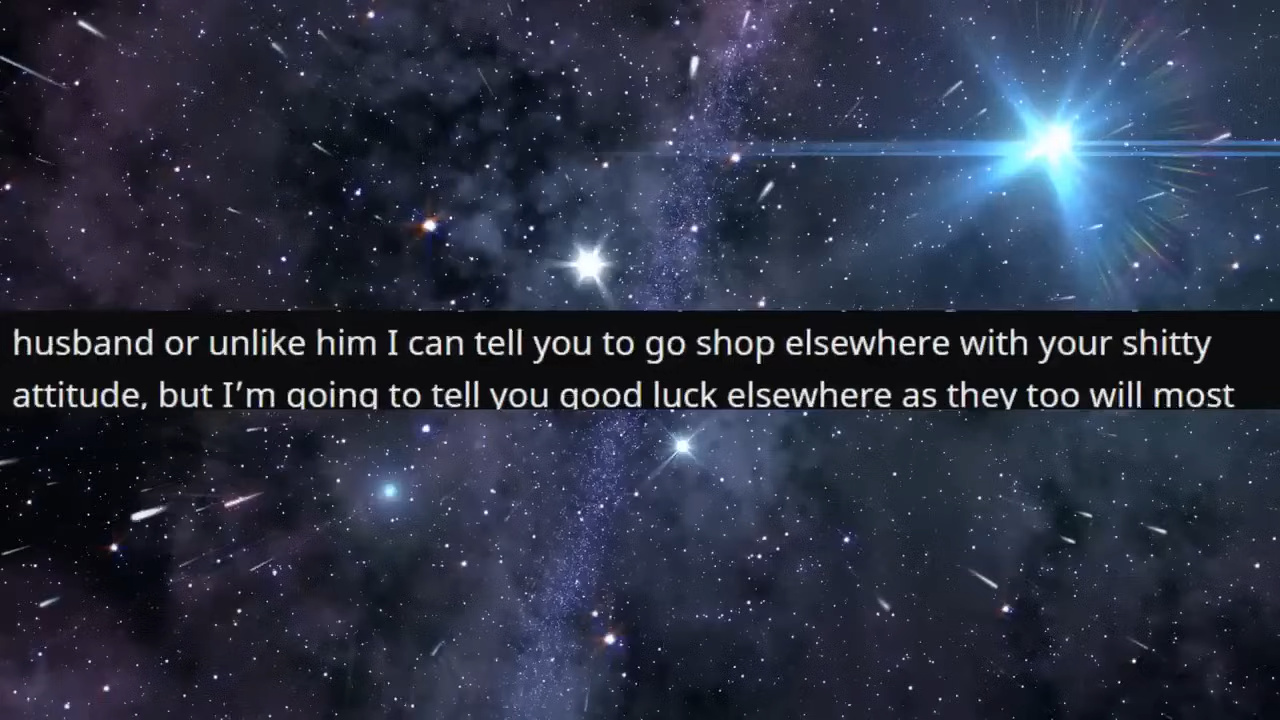 husband or unlike him I can tell you to go shop elsewhere with your shitty
attitude, but I’m going to tell you good luck elsewhere as they too will most